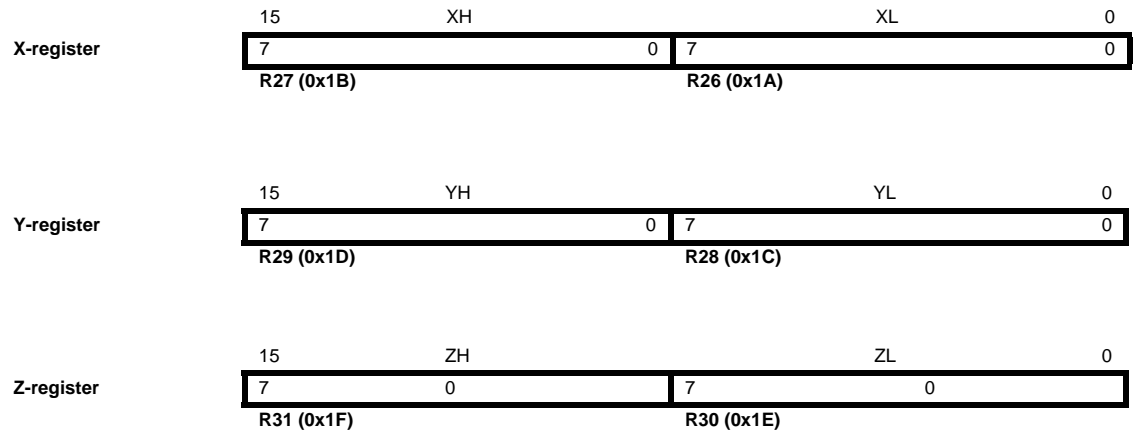 15 XH XL 0
X-register 7 0 7 0
R27 (0x1B) R26 (0x1A)
15 YH YL 0
Y-register 7 0 7 0
R29 (0x1D) R28 (0x1C)
15 ZH ZL 0
Z-register 7 0 7 0
R31 (0x1F) R30 (0x1E)